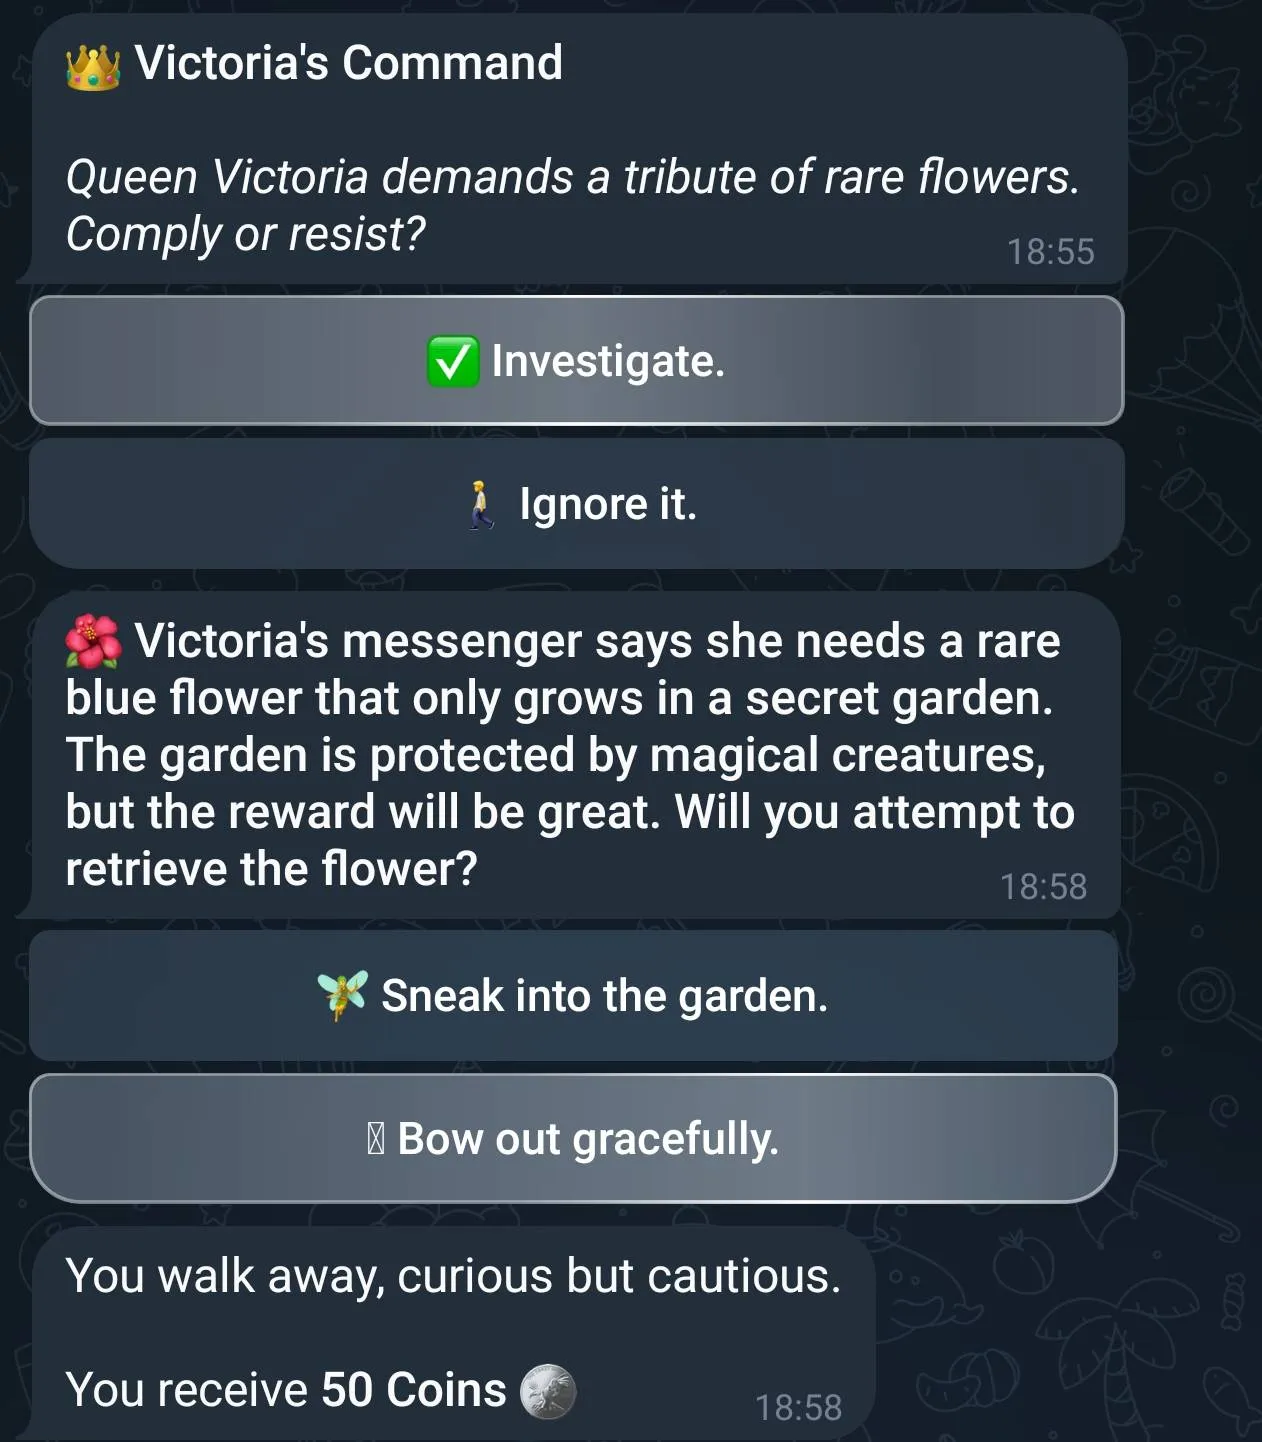 👑 Victoria's Command
Queen Victoria demands a tribute of rare flowers.
Comply or resist?
18:55
✅ Investigate.
🚶 Ignore it.
🌺 Victoria's messenger says she needs a rare
blue flower that only grows in a secret garden.
The garden is protected by magical creatures,
but the reward will be great. Will you attempt to
retrieve the flower?
18:58
🧚 Sneak into the garden.
Bow out gracefully.
You walk away, curious but cautious.
You receive 50 Coins
18:58